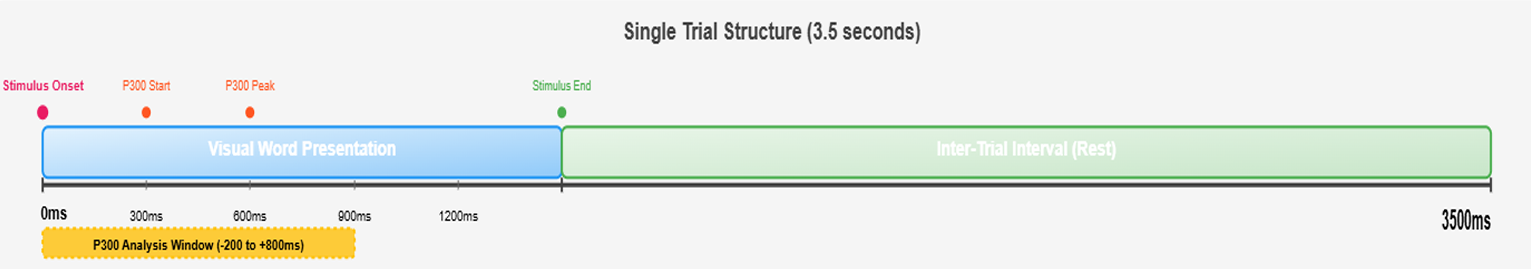 Single Trial Structure (3.5 seconds)
Stimulus Onset
P300 Start
P300 Peak
Stimulus End
Visual Word Presentation
Inter-Trial Interval (Rest)
0ms
300ms
600ms
900ms
1200ms
3500ms
P300 Analysis Window (-200 to +800ms)